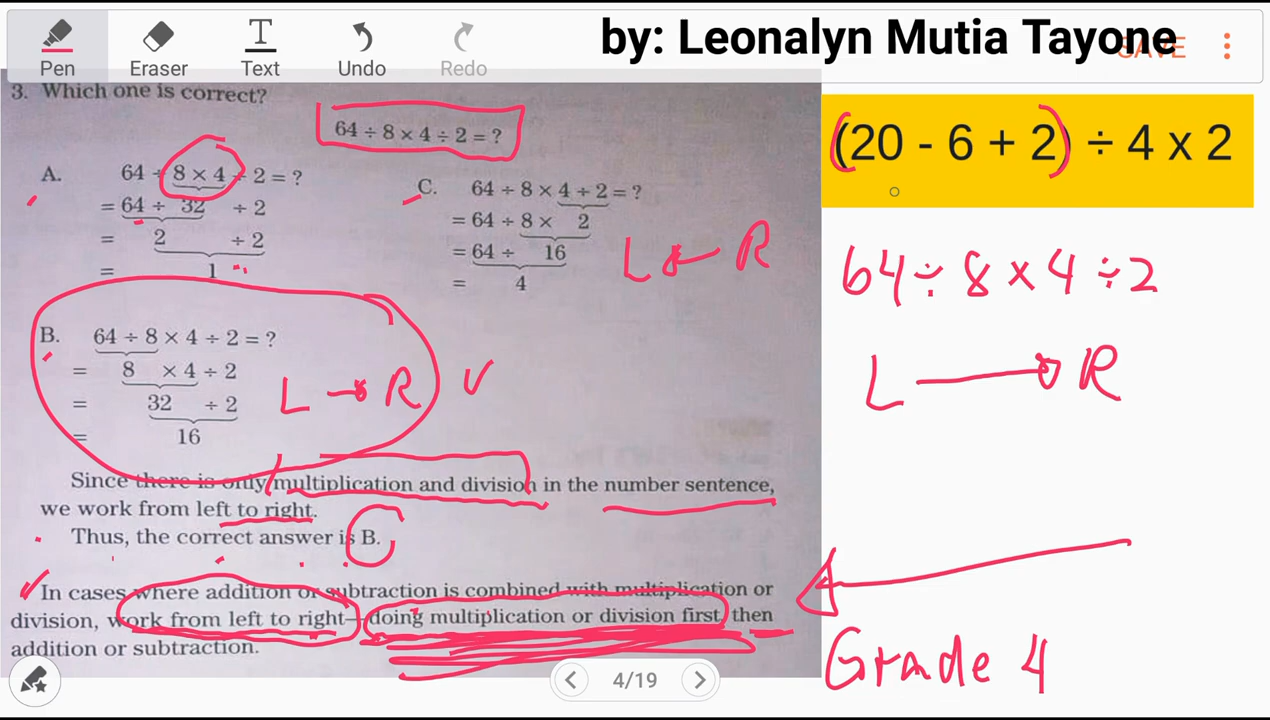 by: Leonalyn Mutia Tayone
SAVE
Pen
Eraser
Text
Undo
Redo
3. Which one is correct?
64 ÷ 8 × 4 ÷ 2 = ?
A. 64 ÷ 8 × 4 ÷ 2 = ?
= 64 ÷ 32 ÷ 2
= 2 ÷ 2
= 1
B. 64 ÷ 8 × 4 ÷ 2 = ?
= 8 × 4 ÷ 2
= 32 ÷ 2
= 16
L R
C. 64 ÷ 8 × 4 ÷ 2 = ?
= 64 ÷ 8 × 2
= 64 ÷ 16
= 4
L R
Since there is only multiplication and division in the number sentence,
we work from left to right.
Thus, the correct answer is B.
In cases where addition or subtraction is combined with multiplication or
division, work from left to right—doing multiplication or division first then
addition or subtraction.
4/19
(20 - 6 + 2) ÷ 4 x 2
64 ÷ 8 × 4 ÷ 2
L R
Grade 4